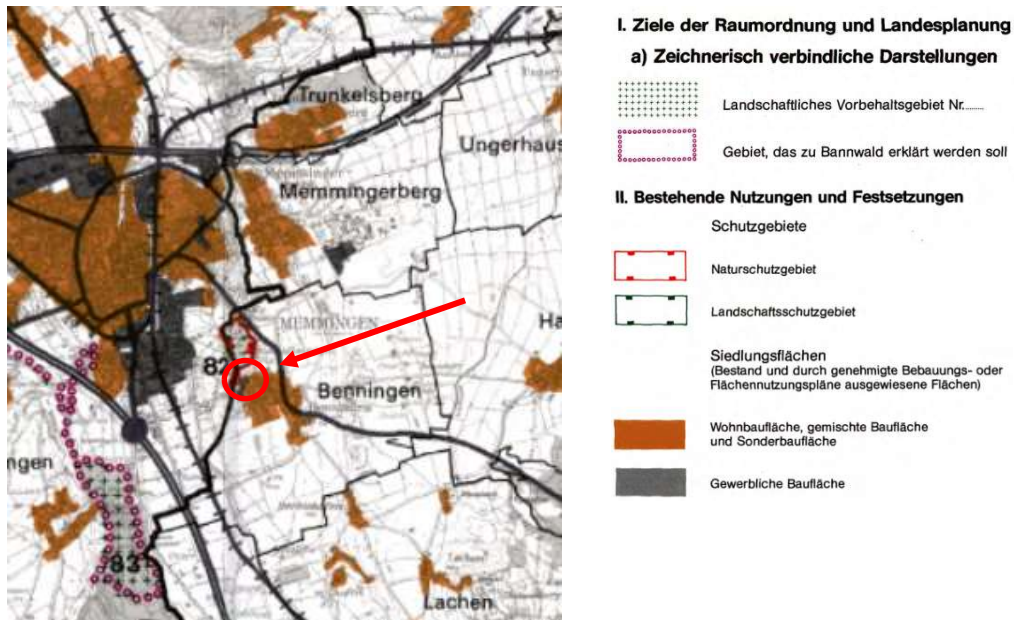 Trunkelsberg
Ungerhaus
Memmingerberg
MEMMINGEN
Ha
82
Benningen
ngen
83
Lachen
I. Ziele der Raumordnung und Landesplanung
a) Zeichnerisch verbindliche Darstellungen
Landschaftliches Vorbehaltsgebiet Nr.........
Gebiet, das zu Bannwald erklärt werden soll
II. Bestehende Nutzungen und Festsetzungen
Schutzgebiete
Naturschutzgebiet
Landschaftsschutzgebiet
Siedlungsflächen
(Bestand und durch genehmigte Bebauungs- oder
Flächennutzungspläne ausgewiesene Flächen)
Wohnbaufläche, gemischte Baufläche
und Sonderbaufläche
Gewerbliche Baufläche